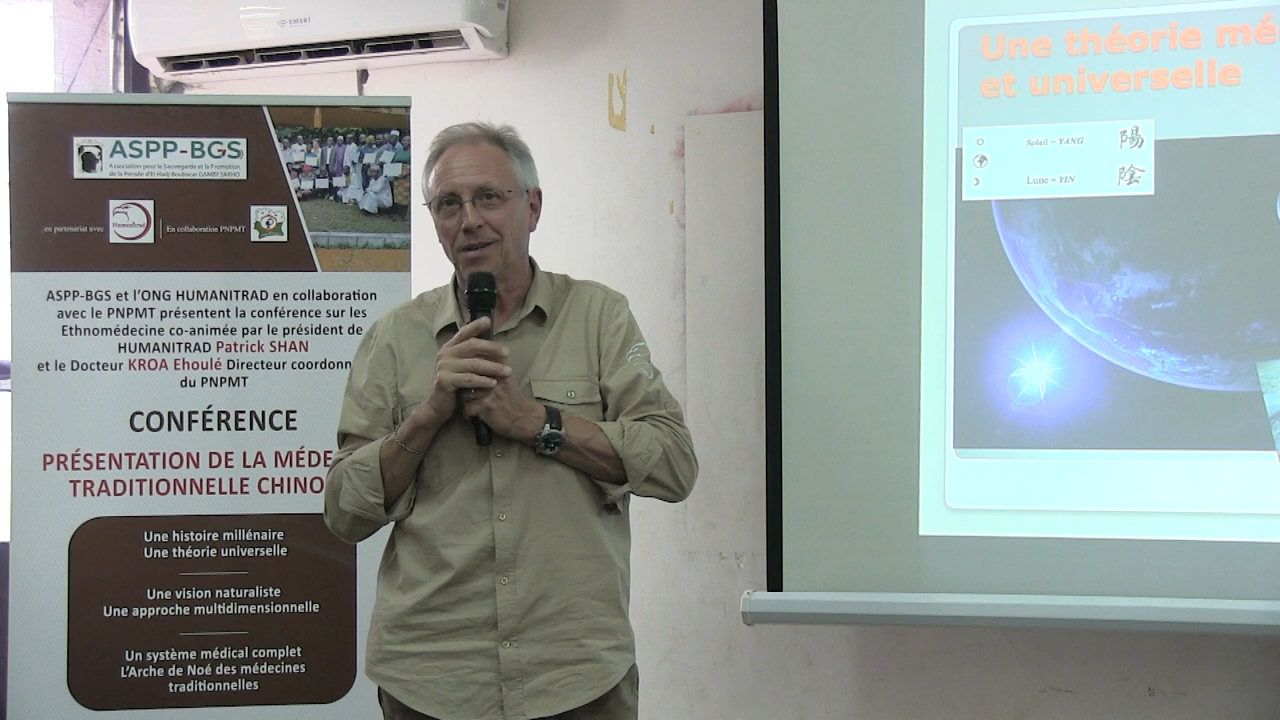 SMART
ASPP-BGS
Association pour la Sauvegarde et la Promotion
de la Pensée d'El Hadj Boubacar GAMBY SAKHO
en partenariat avec
Humanitrad
En collaboration PNPMT
ASPP-BGS et l'ONG HUMANITRAD en collaboration
avec le PNPMT présentent la conférence sur les
Ethnomédecine co-animée par le président de
HUMANITRAD Patrick SHAN
et le Docteur KROA Ehoulé Directeur coordonn
du PNPMT
CONFÉRENCE
PRÉSENTATION DE LA MÉDE
TRADITIONNELLE CHINO
Une histoire millénaire
Une théorie universelle
Une vision naturaliste
Une approche multidimensionnelle
Un système médical complet
L'Arche de Noé des médecines
traditionnelles
Une théorie mé
et universelle
Soleil = YANG 陽
Lune = YIN 陰